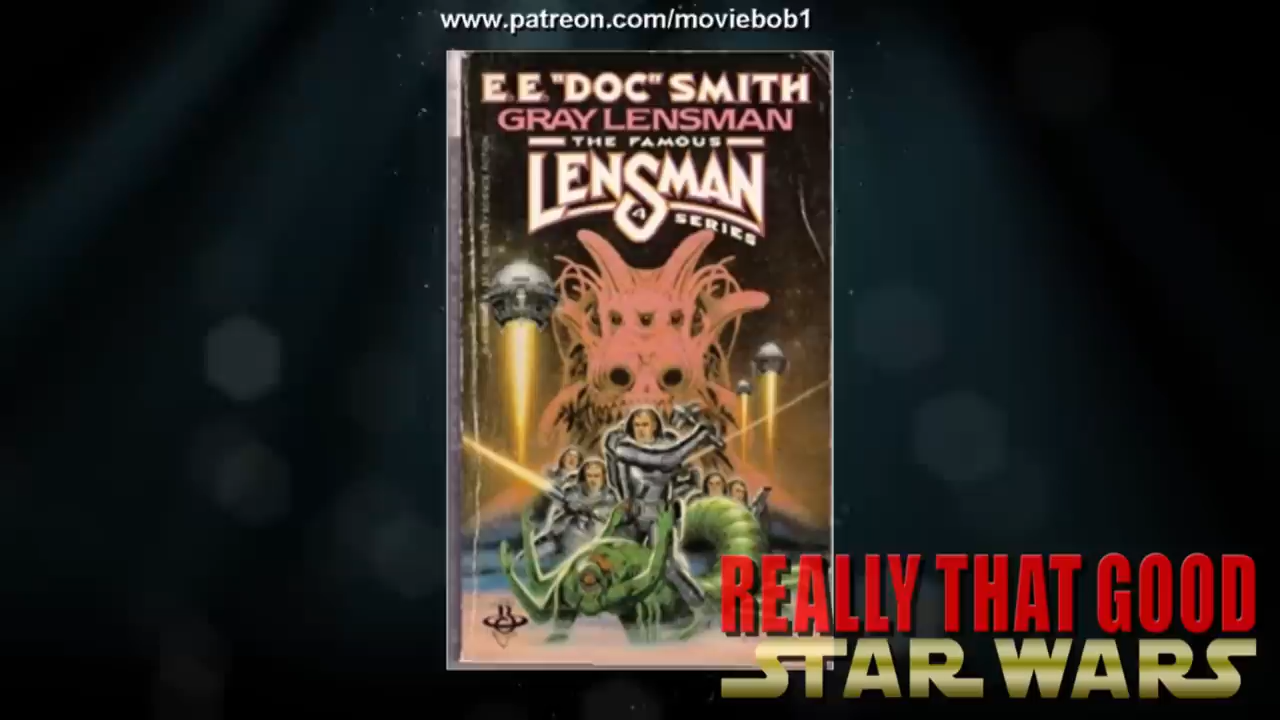 www.patreon.com/moviebob1
E.E. "DOC" SMITH
GRAY LENSMAN
THE FAMOUS
LENSMAN
4 SERIES
REALLY THAT GOOD
STAR WARS